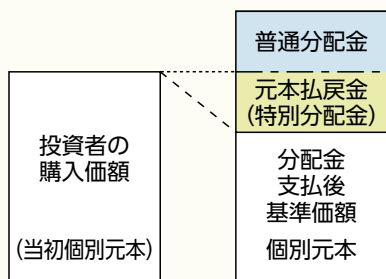 普通分配金
元本払戻金
(特別分配金)
投資者の
購入価額
(当初個別元本)
分配金
支払後
基準価額
個別元本